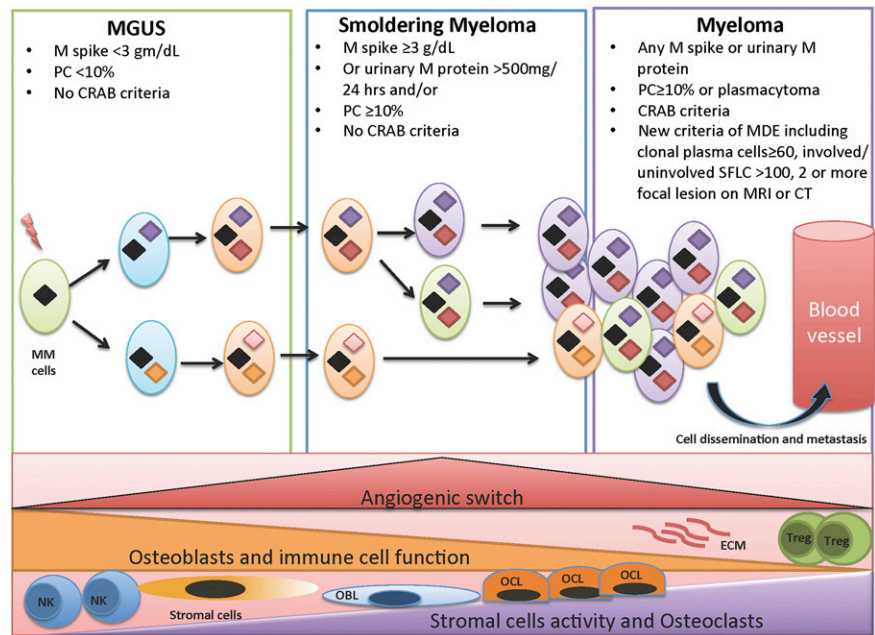 MGUS
• M spike <3 gm/dL
• PC <10%
• No CRAB criteria
Smoldering Myeloma
• M spike ≥3 g/dL
• Or urinary M protein >500mg/
24 hrs and/or
• PC ≥10%
• No CRAB criteria
Myeloma
• Any M spike or urinary M
protein
• PC≥10% or plasmacytoma
• CRAB criteria
• New criteria of MDE including
clonal plasma cells≥60, involved/
uninvolved SFLC >100, 2 or more
focal lesion on MRI or CT
MM
cells
Blood
vessel
Cell dissemination and metastasis
Angiogenic switch
Osteoblasts and immune cell function
ECM
Treg
Treg
NK
NK
Stromal cells
OBL
OCL
OCL
OCL
Stromal cells activity and Osteoclasts